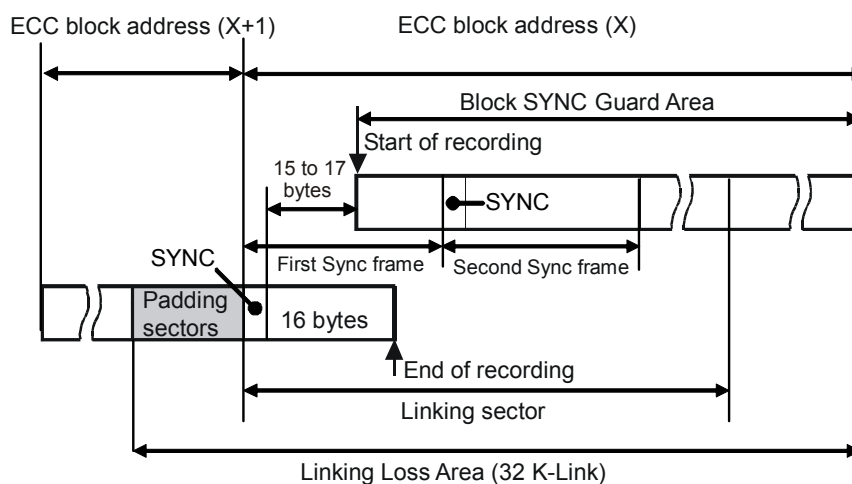 ECC block address (X+1)
ECC block address (X)
Block SYNC Guard Area
Start of recording
15 to 17
bytes
SYNC
First Sync frame
Second Sync frame
SYNC
Padding
sectors
16 bytes
End of recording
Linking sector
Linking Loss Area (32 K-Link)